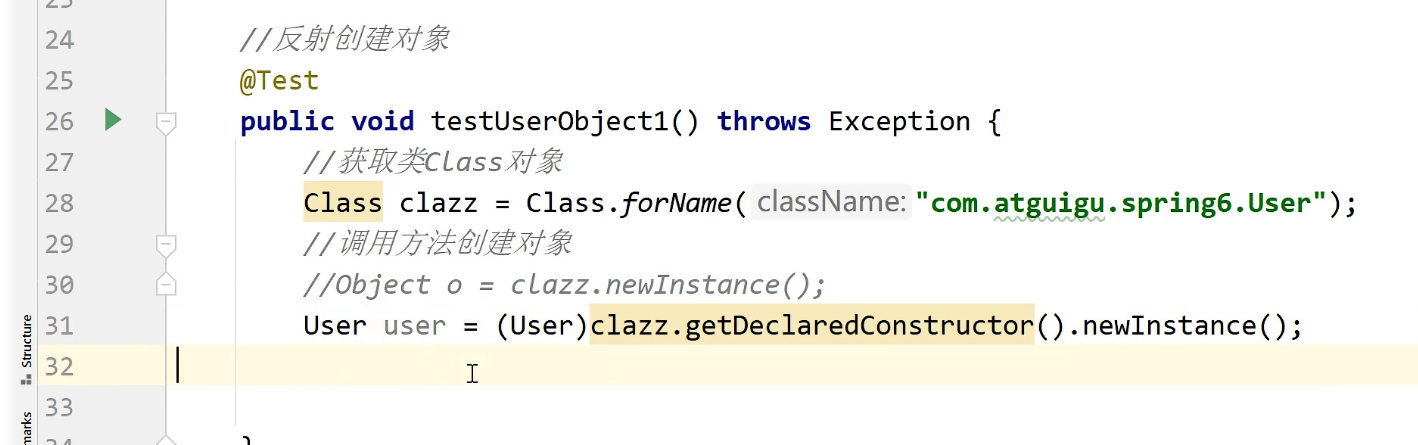 24 //反射创建对象
25 @Test
26 public void testUserObject1() throws Exception {
27 //获取类Class对象
28 Class clazz = Class.forName( className: "com.atguigu.spring6.User");
29 //调用方法创建对象
30 //Object o = clazz.newInstance();
31 User user = (User)clazz.getDeclaredConstructor().newInstance();
32
33
Structure